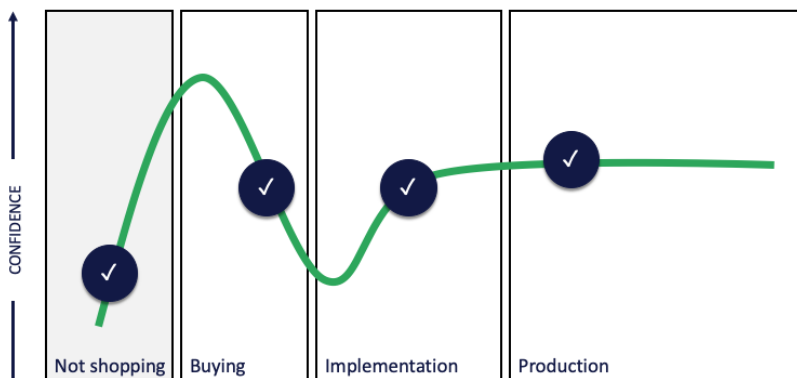 CONFIDENCE
Not shopping
Buying
Implementation
Production